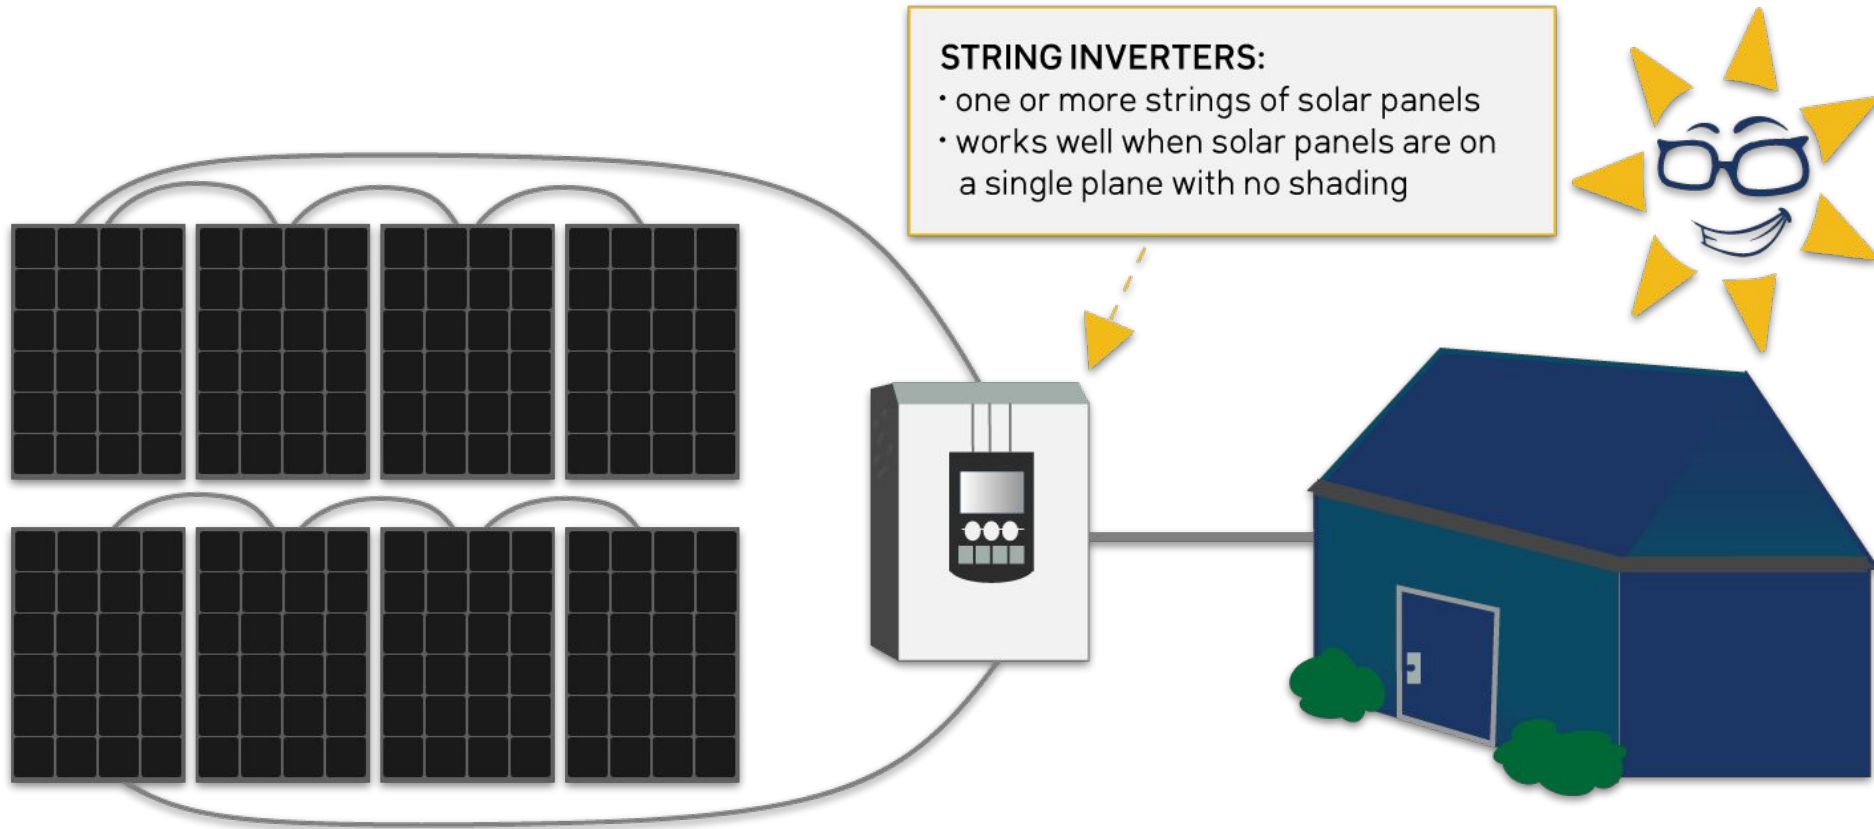 STRING INVERTERS:
· one or more strings of solar panels
· works well when solar panels are on
a single plane with no shading